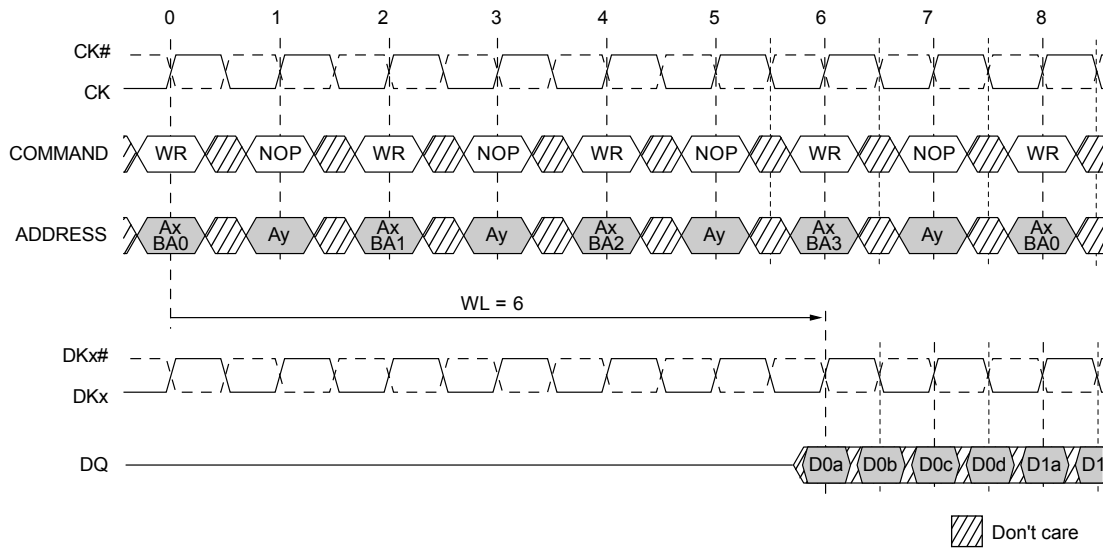 0 1 2 3 4 5 6 7 8
CK#
CK
COMMAND WR NOP WR NOP WR NOP WR NOP WR
ADDRESS Ax BA0 Ay Ax BA1 Ay Ax BA2 Ay Ax BA3 Ay Ax BA0
WL = 6
DKx#
DKx
DQ D0a D0b D0c D0d D1a D1
Don't care